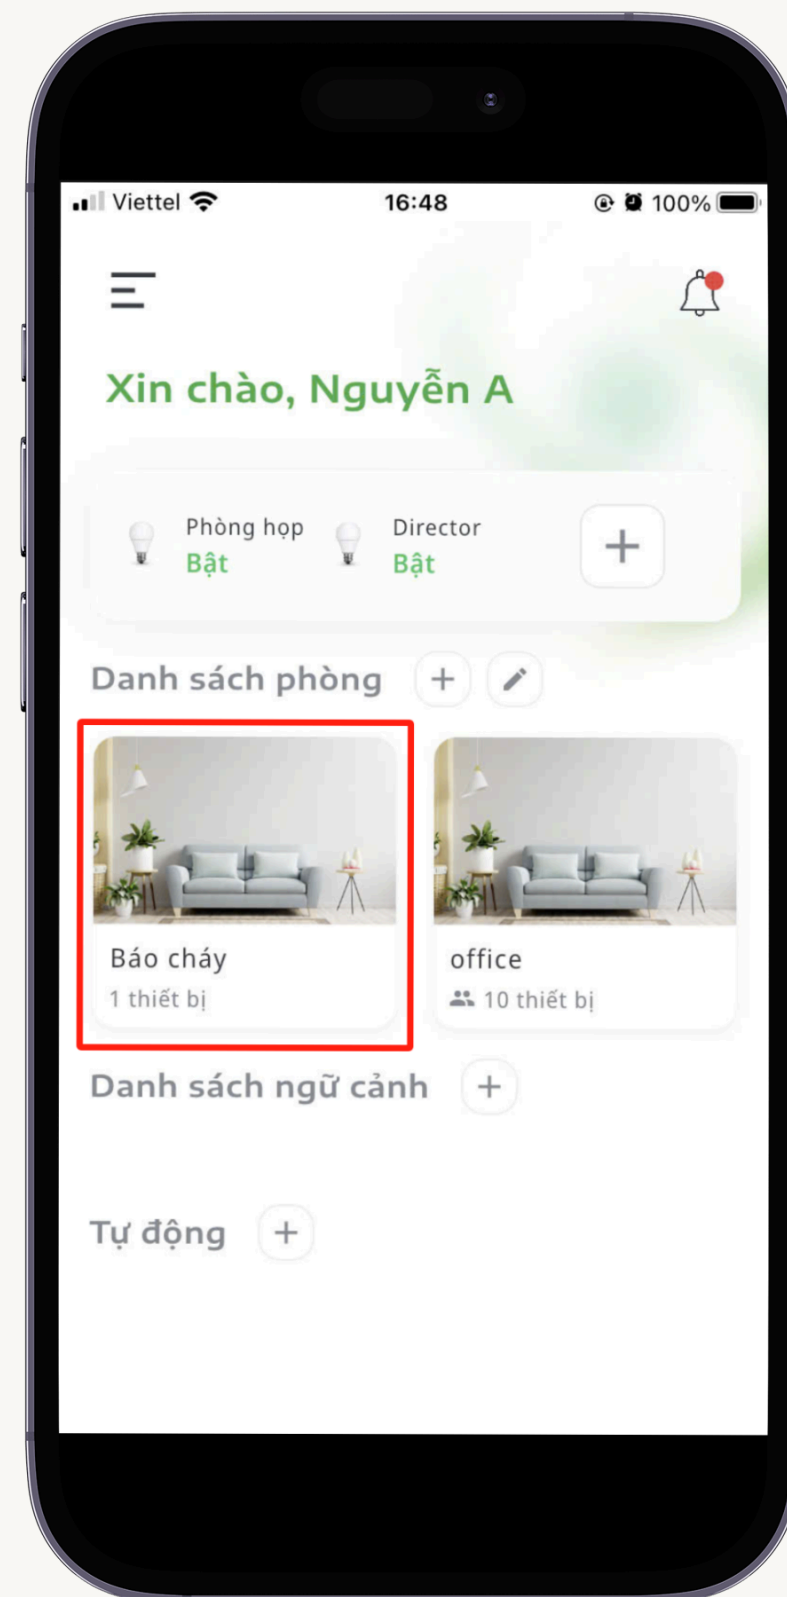 Viettel 16:48 100%
Xin chào, Nguyễn A
Phòng họp Director
Bật Bật
Danh sách phòng
Báo cháy office
1 thiết bị 10 thiết bị
Danh sách ngữ cảnh
Tự động